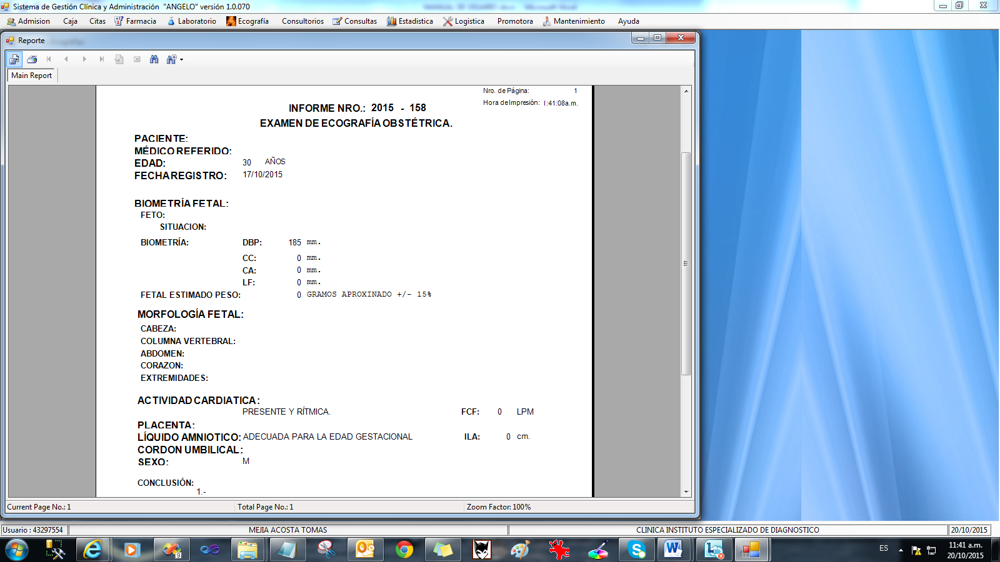 Sistema de Gestión Clínica y Administración "ANGELO" versión 1.0.070
Admision Caja Citas Farmacia Laboratorio Ecografía Consultorios Consultas Estadistica Logistica Promotora Mantenimiento Ayuda
Reporte
Main Report
Nro. de Página: 1
Hora de Impresión: 1:41:08a.m.
INFORME NRO.: 2015 - 158
EXAMEN DE ECOGRAFÍA OBSTÉTRICA.
PACIENTE:
MÉDICO REFERIDO:
EDAD: 30 AÑOS
FECHA REGISTRO: 17/10/2015
BIOMETRÍA FETAL:
FETO:
SITUACION:
BIOMETRÍA: DBP: 185 mm.
CC: 0 mm.
CA: 0 mm.
LF: 0 mm.
FETAL ESTIMADO PESO: 0 GRAMOS APROXINADO +/- 15%
MORFOLOGÍA FETAL:
CABEZA:
COLUMNA VERTEBRAL:
ABDOMEN:
CORAZON:
EXTREMIDADES:
ACTIVIDAD CARDIATICA:
PRESENTE Y RÍTMICA. FCF: 0 LPM
PLACENTA:
LÍQUIDO AMNIOTICO: ADECUADA PARA LA EDAD GESTACIONAL ILA: 0 cm.
CORDON UMBILICAL:
SEXO: M
CONCLUSIÓN:
1.-
Current Page No.: 1 Total Page No.: 1 Zoom Factor: 100%
Usuario : 43297554 MEJIA ACOSTA TOMAS CLINICA INSTITUTO ESPECIALIZADO DE DIAGNOSTICO 20/10/2015
ES 11:41 a.m.
20/10/2015